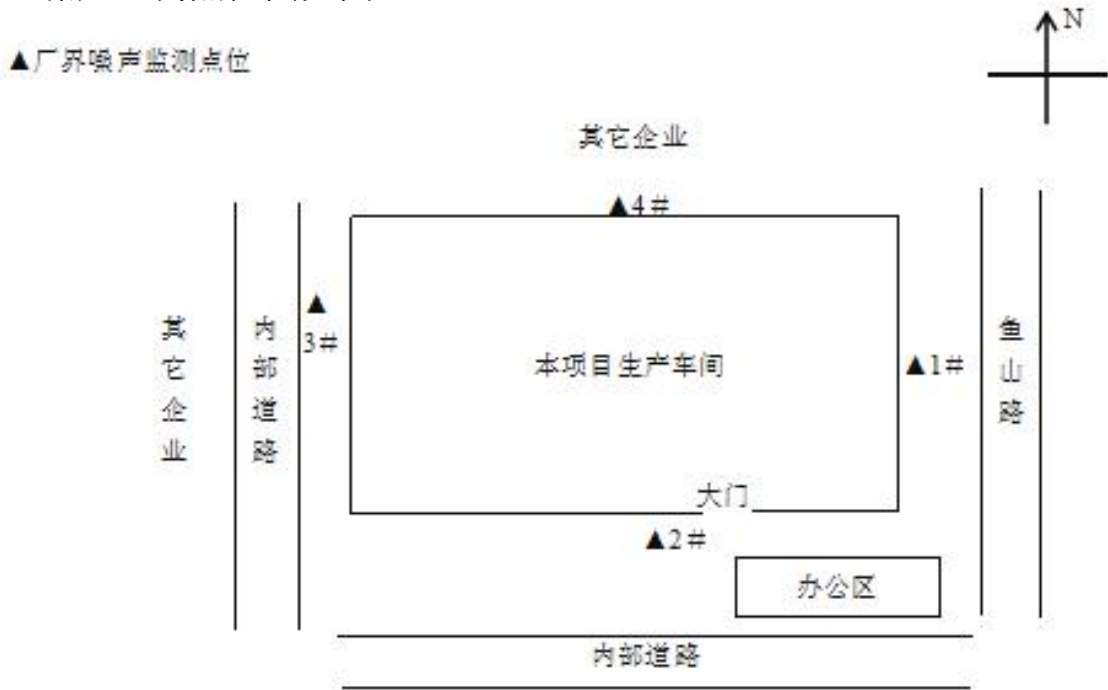 N
▲厂界噪声监测点位
其它企业
▲4#
其它企业
内部道路
▲
3#
本项目生产车间
▲1#
鱼山路
大门
▲2#
办公区
内部道路